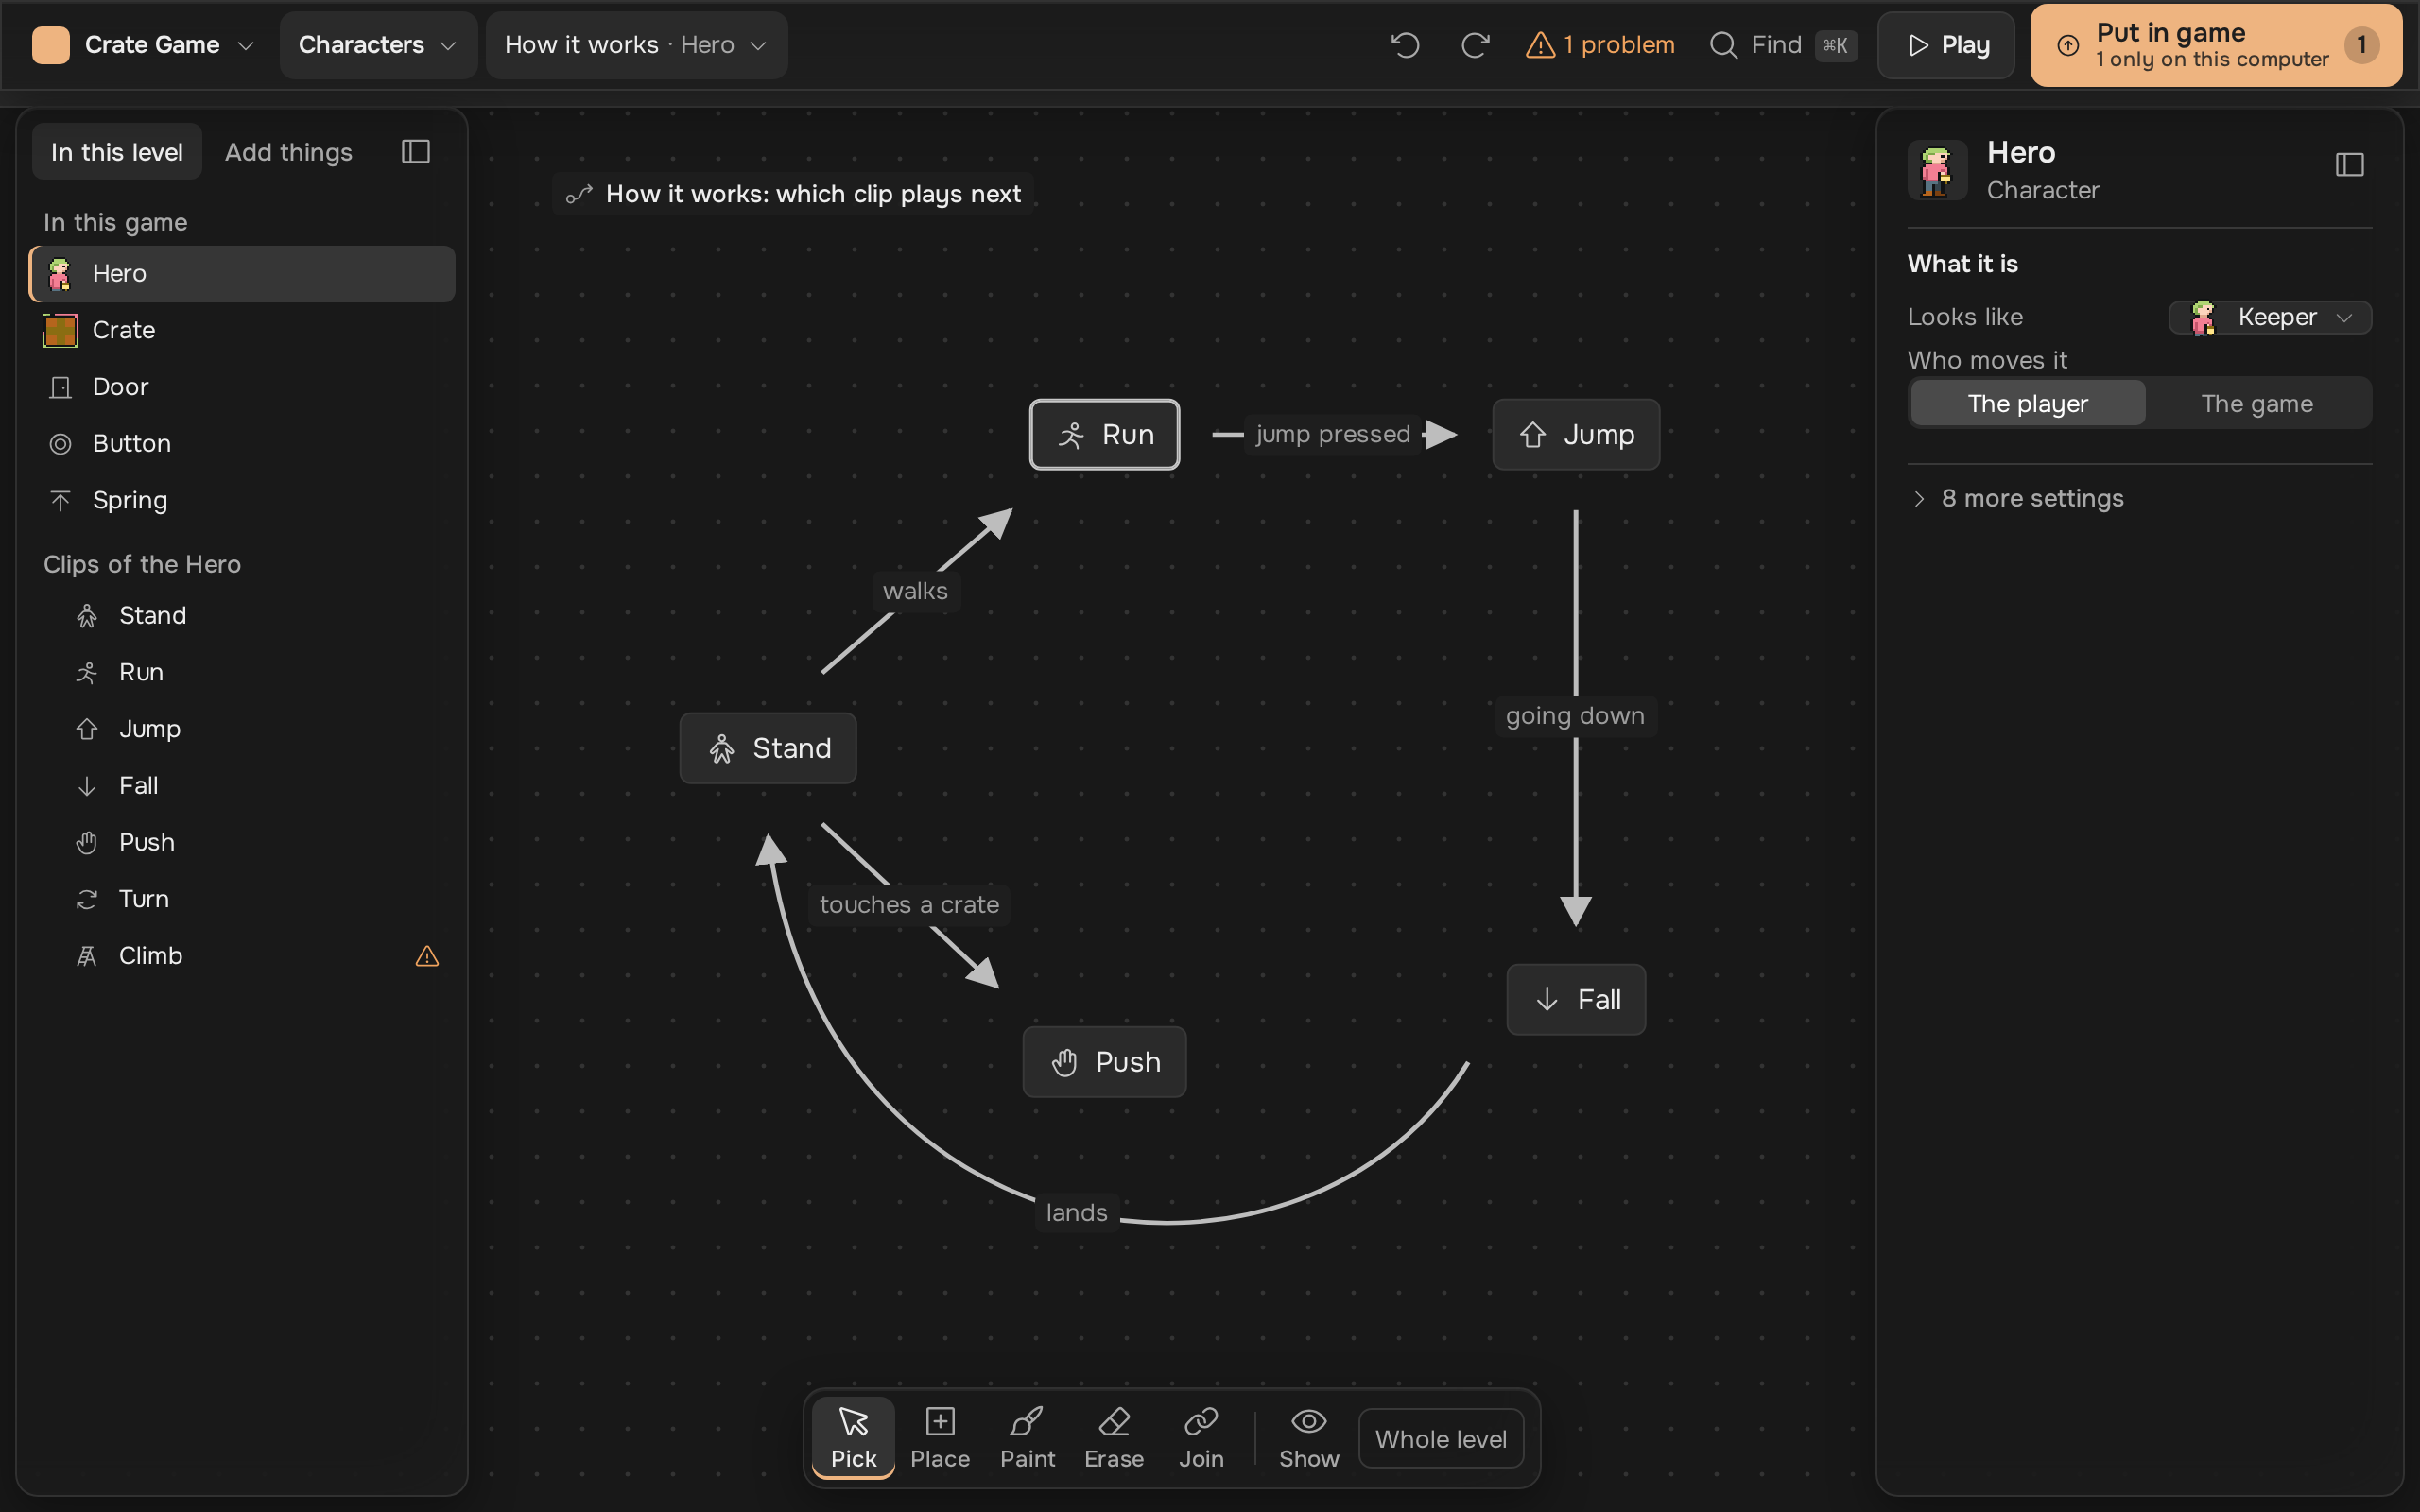 Crate Game
Characters
How it works · Hero
1 problem
Find ⌘K
Play
Put in game
1 only on this computer
1
In this level
Add things
In this game
Hero
Crate
Door
Button
Spring
Clips of the Hero
Stand
Run
Jump
Fall
Push
Turn
Climb
How it works: which clip plays next
Run
jump pressed
Jump
walks
going down
Stand
touches a crate
Fall
Push
lands
Pick
Place
Paint
Erase
Join
Show
Whole level
Hero
Character
What it is
Looks like
Keeper
Who moves it
The player
The game
8 more settings